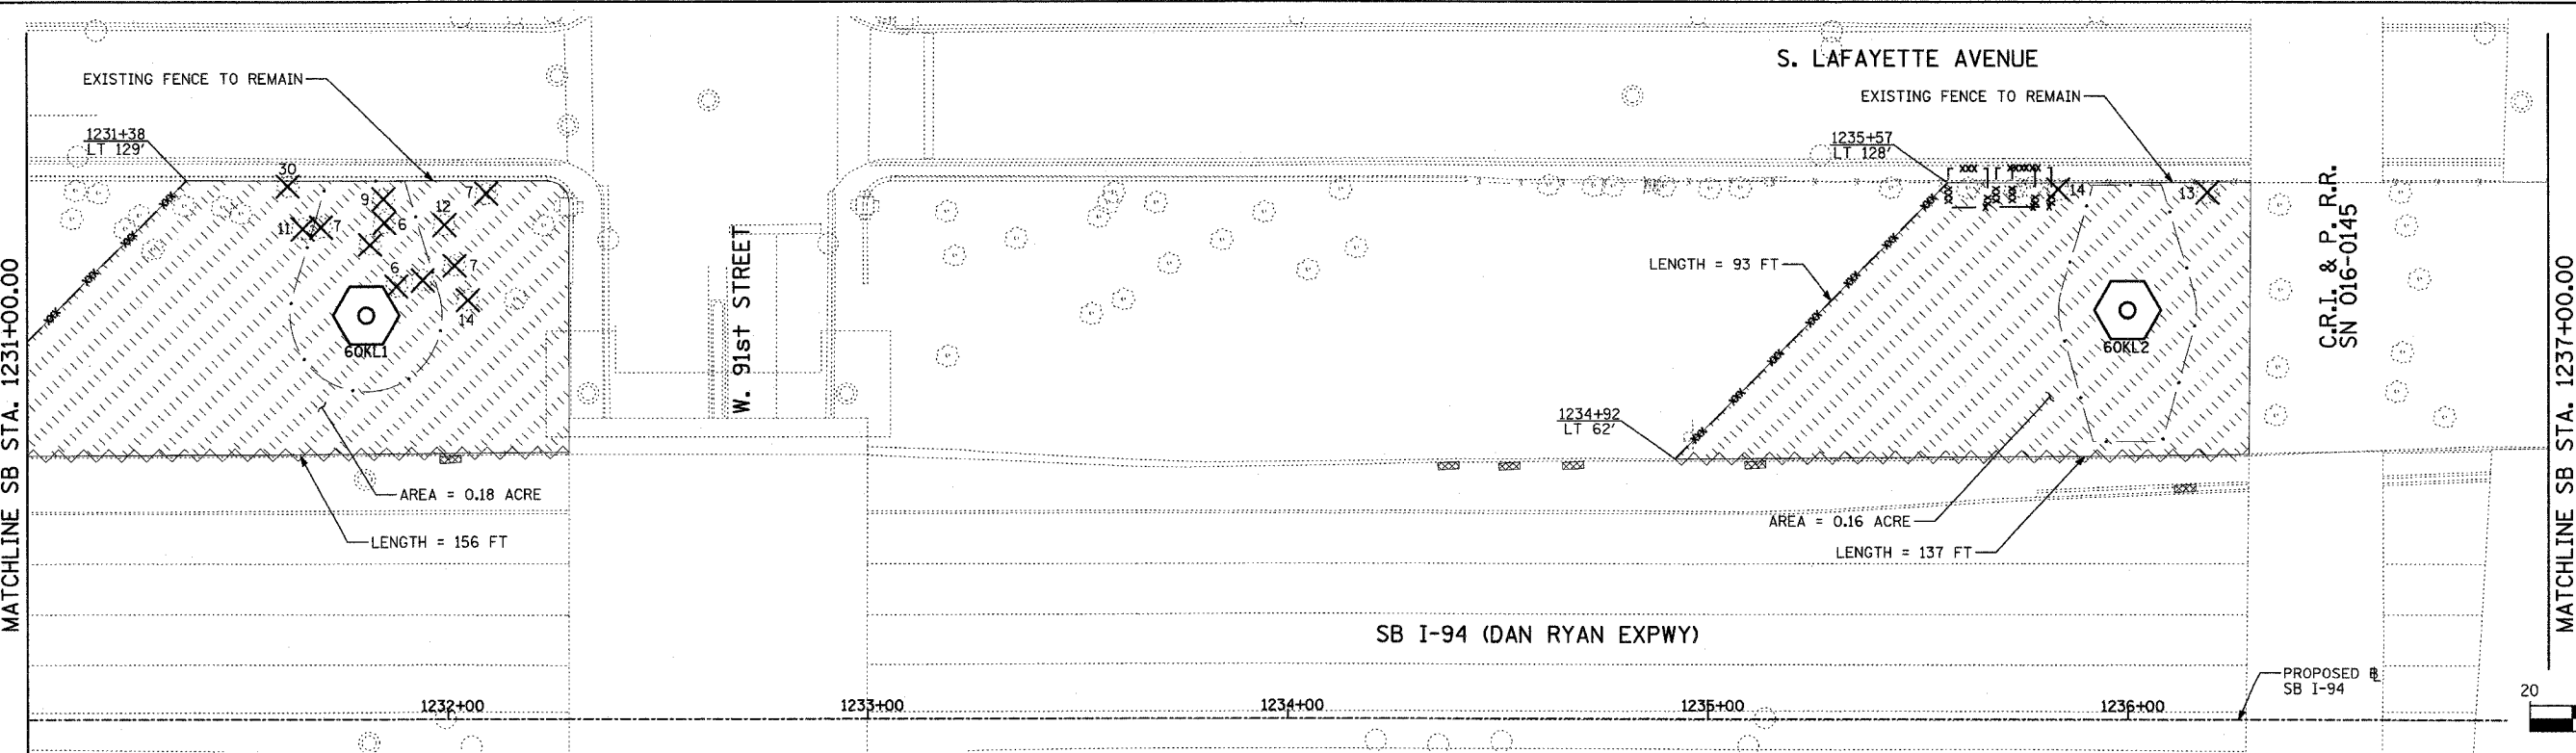 S. LAFAYETTE AVENUE
EXISTING FENCE TO REMAIN
EXISTING FENCE TO REMAIN
1231+38
LT 129'
1235+57
LT 128'
30
9
7
12
11
7
6
7
6
14
14
13
W. 91st STREET
C.R.I. & P. R.R.
SN 016-0145
MATCHLINE SB STA. 1231+00.00
MATCHLINE SB STA. 1237+00.00
LENGTH = 93 FT
60KL1
60KL2
1234+92
LT 62'
AREA = 0.18 ACRE
LENGTH = 156 FT
AREA = 0.16 ACRE
LENGTH = 137 FT
SB I-94 (DAN RYAN EXPWY)
PROPOSED ℄
SB I-94
20
1232+00
1233+00
1234+00
1235+00
1236+00